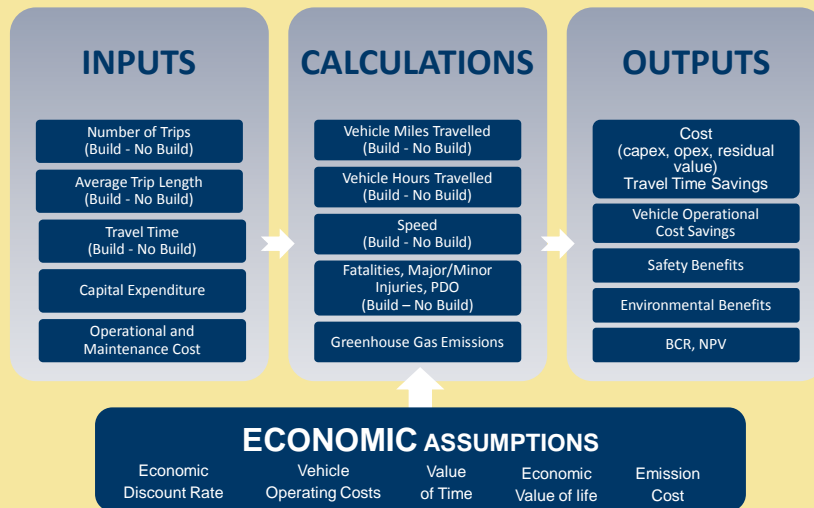 INPUTS
Number of Trips
(Build - No Build)
Average Trip Length
(Build - No Build)
Travel Time
(Build - No Build)
Capital Expenditure
Operational and
Maintenance Cost
CALCULATIONS
Vehicle Miles Travelled
(Build - No Build)
Vehicle Hours Travelled
(Build - No Build)
Speed
(Build - No Build)
Fatalities, Major/Minor
Injuries, PDO
(Build – No Build)
Greenhouse Gas Emissions
OUTPUTS
Cost
(capex, opex, residual
value)
Travel Time Savings
Vehicle Operational
Cost Savings
Safety Benefits
Environmental Benefits
BCR, NPV
ECONOMIC ASSUMPTIONS
Economic
Discount Rate
Vehicle
Operating Costs
Value
of Time
Economic
Value of life
Emission
Cost